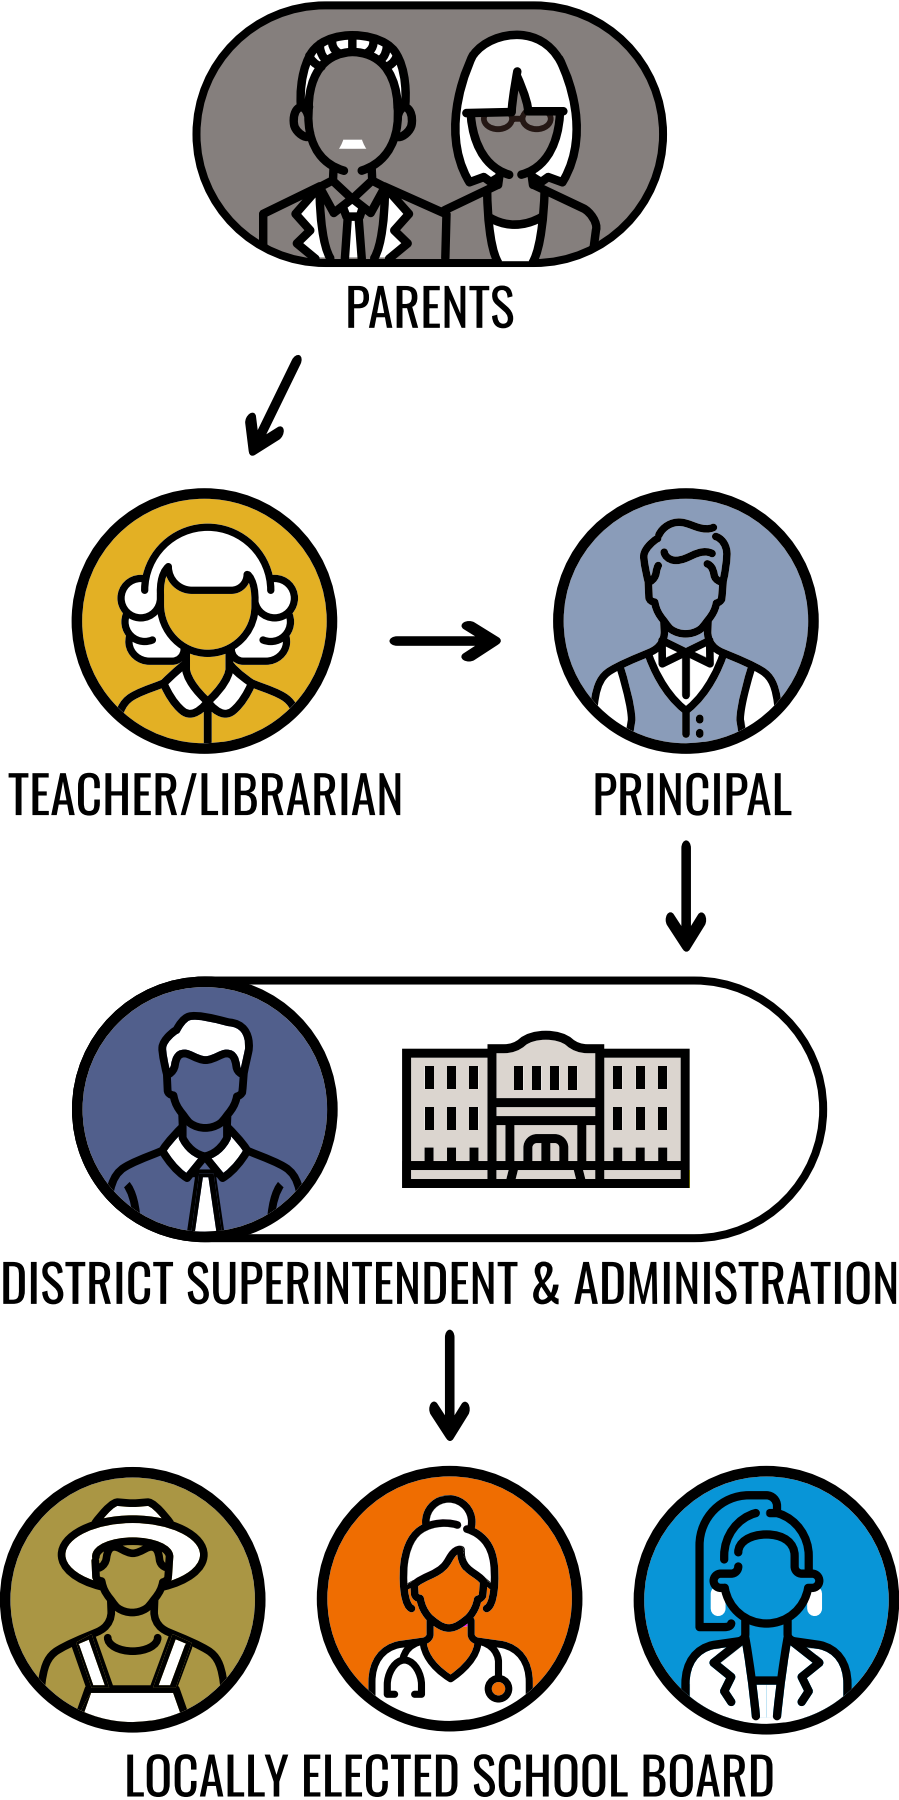 PARENTS
TEACHER/LIBRARIAN
PRINCIPAL
DISTRICT SUPERINTENDENT & ADMINISTRATION
LOCALLY ELECTED SCHOOL BOARD